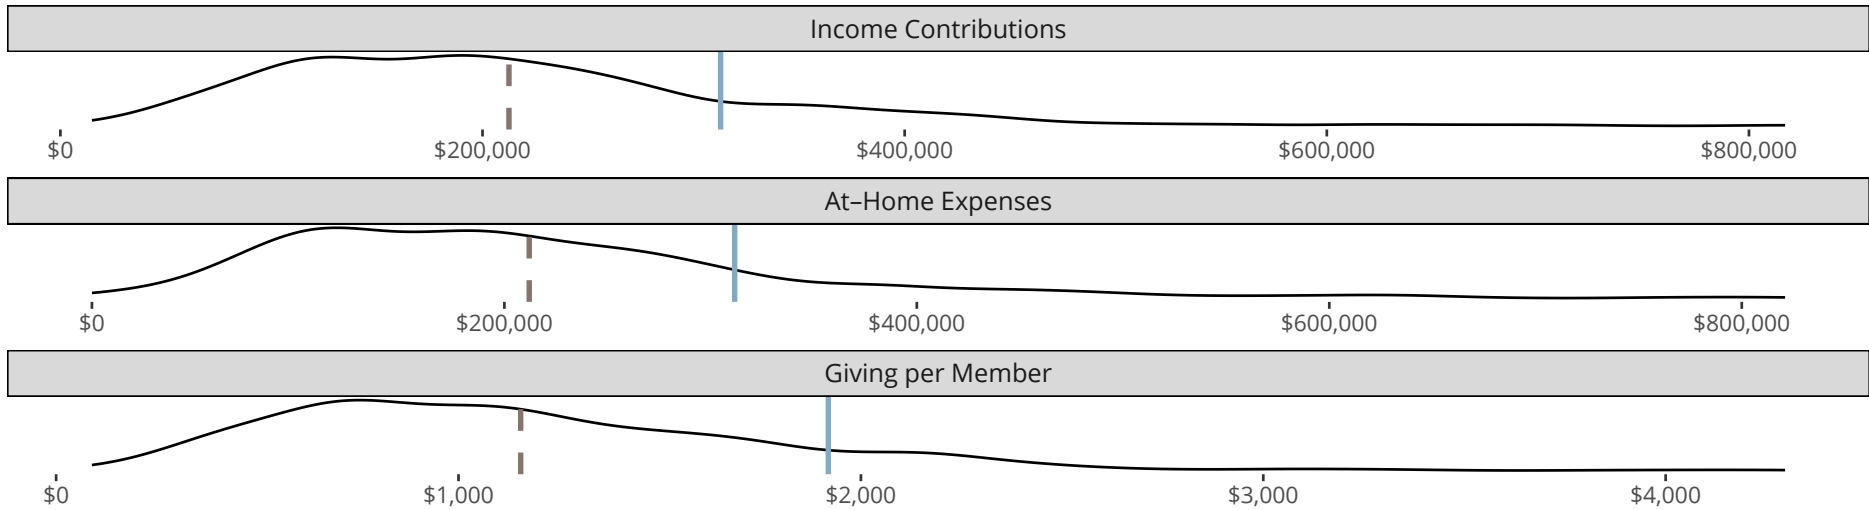 Income Contributions
$0 $200,000 $400,000 $600,000 $800,000
At–Home Expenses
$0 $200,000 $400,000 $600,000 $800,000
Giving per Member
$0 $1,000 $2,000 $3,000 $4,000